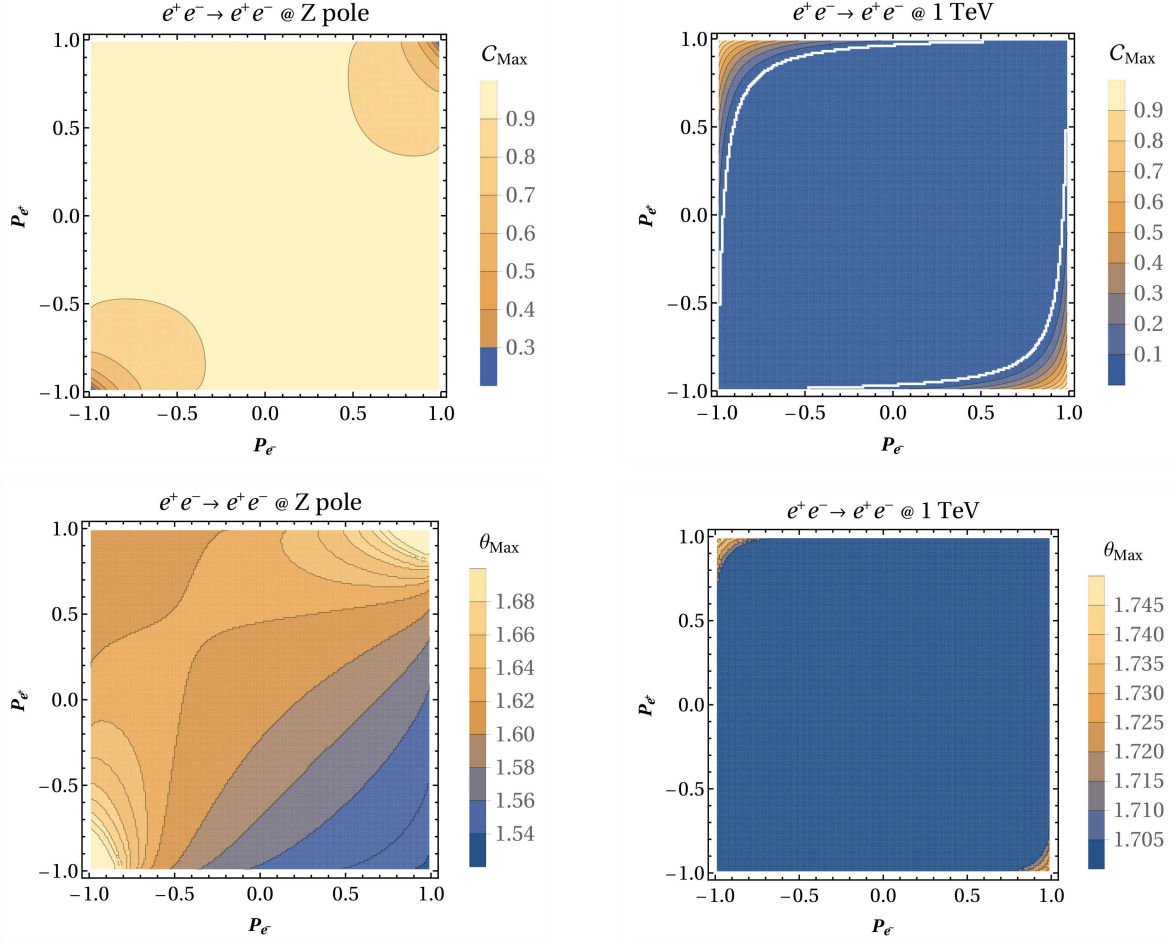 e⁺ e⁻ → e⁺ e⁻ @ Z pole
1.0
0.5
0.0
−0.5
−1.0
−1.0 −0.5 0.0 0.5 1.0
P_e⁺
P_e⁻
C_Max
0.9
0.8
0.7
0.6
0.5
0.4
0.3
e⁺ e⁻ → e⁺ e⁻ @ 1 TeV
1.0
0.5
0.0
−0.5
−1.0
−1.0 −0.5 0.0 0.5 1.0
P_e⁺
P_e⁻
C_Max
0.9
0.8
0.7
0.6
0.5
0.4
0.3
0.2
0.1
e⁺ e⁻ → e⁺ e⁻ @ Z pole
1.0
0.5
0.0
−0.5
−1.0
−1.0 −0.5 0.0 0.5 1.0
P_e⁺
P_e⁻
θ_Max
1.68
1.66
1.64
1.62
1.60
1.58
1.56
1.54
e⁺ e⁻ → e⁺ e⁻ @ 1 TeV
1.0
0.5
0.0
−0.5
−1.0
−1.0 −0.5 0.0 0.5 1.0
P_e⁺
P_e⁻
θ_Max
1.745
1.740
1.735
1.730
1.725
1.720
1.715
1.710
1.705